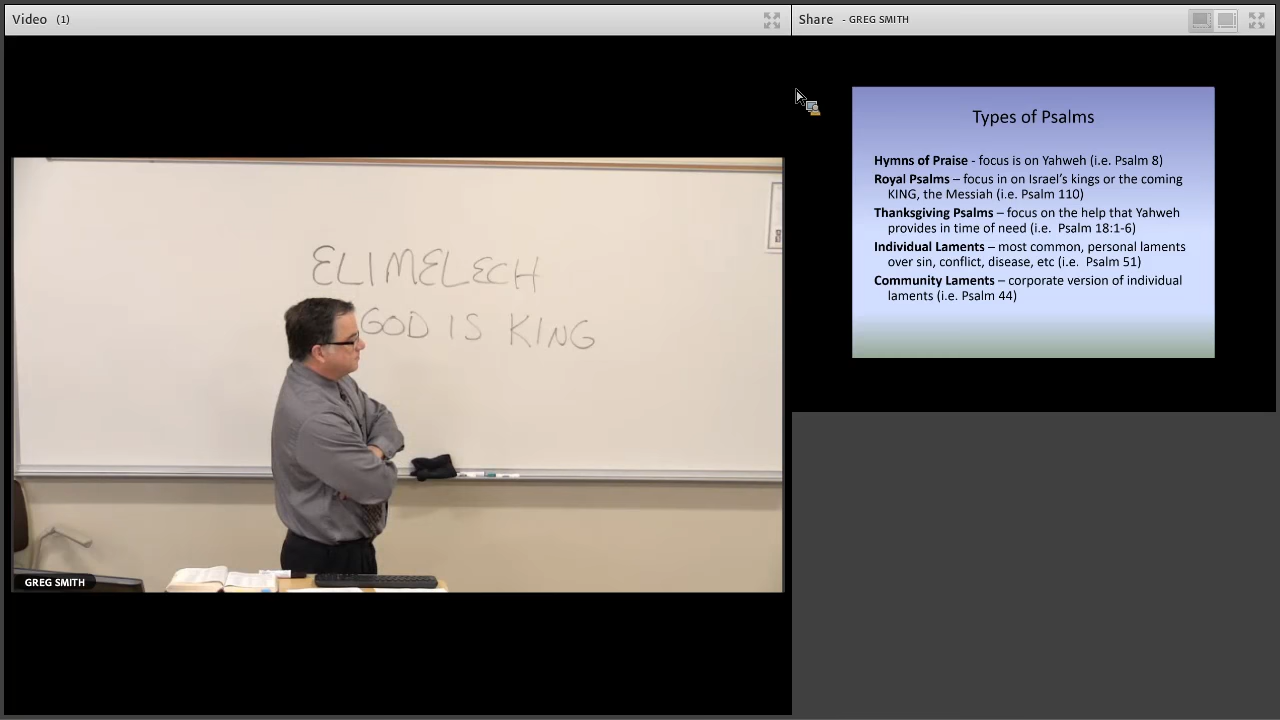 Video (1)
Share - GREG SMITH
ELIMELECH
GOD IS KING
GREG SMITH
Types of Psalms
Hymns of Praise - focus is on Yahweh (i.e. Psalm 8)
Royal Psalms – focus in on Israel's kings or the coming
KING, the Messiah (i.e. Psalm 110)
Thanksgiving Psalms – focus on the help that Yahweh
provides in time of need (i.e. Psalm 18:1-6)
Individual Laments – most common, personal laments
over sin, conflict, disease, etc (i.e. Psalm 51)
Community Laments – corporate version of individual
laments (i.e. Psalm 44)